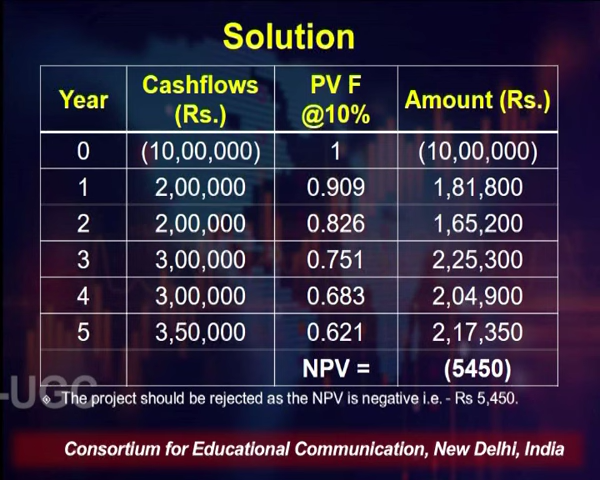 Solution
Year Cashflows (Rs.) PV F @10% Amount (Rs.)
0 (10,00,000) 1 (10,00,000)
1 2,00,000 0.909 1,81,800
2 2,00,000 0.826 1,65,200
3 3,00,000 0.751 2,25,300
4 3,00,000 0.683 2,04,900
5 3,50,000 0.621 2,17,350
NPV = (5450)
-UGC
The project should be rejected as the NPV is negative i.e. - Rs 5,450.
Consortium for Educational Communication, New Delhi, India